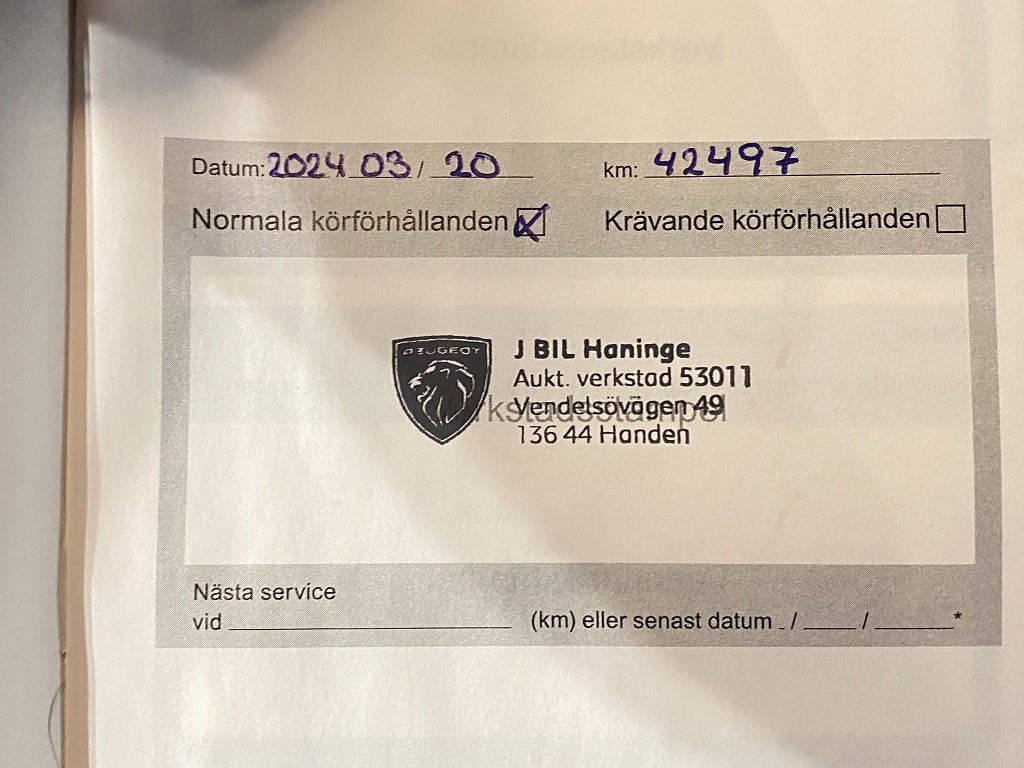 Datum: 2024 03 / 20 km: 42497
Normala körförhållanden Krävande körförhållanden
PEUGEOT
J BIL Haninge
Aukt. verkstad 53011
Vendelsövägen 49
136 44 Handen
Nästa service
vid (km) eller senast datum / / *